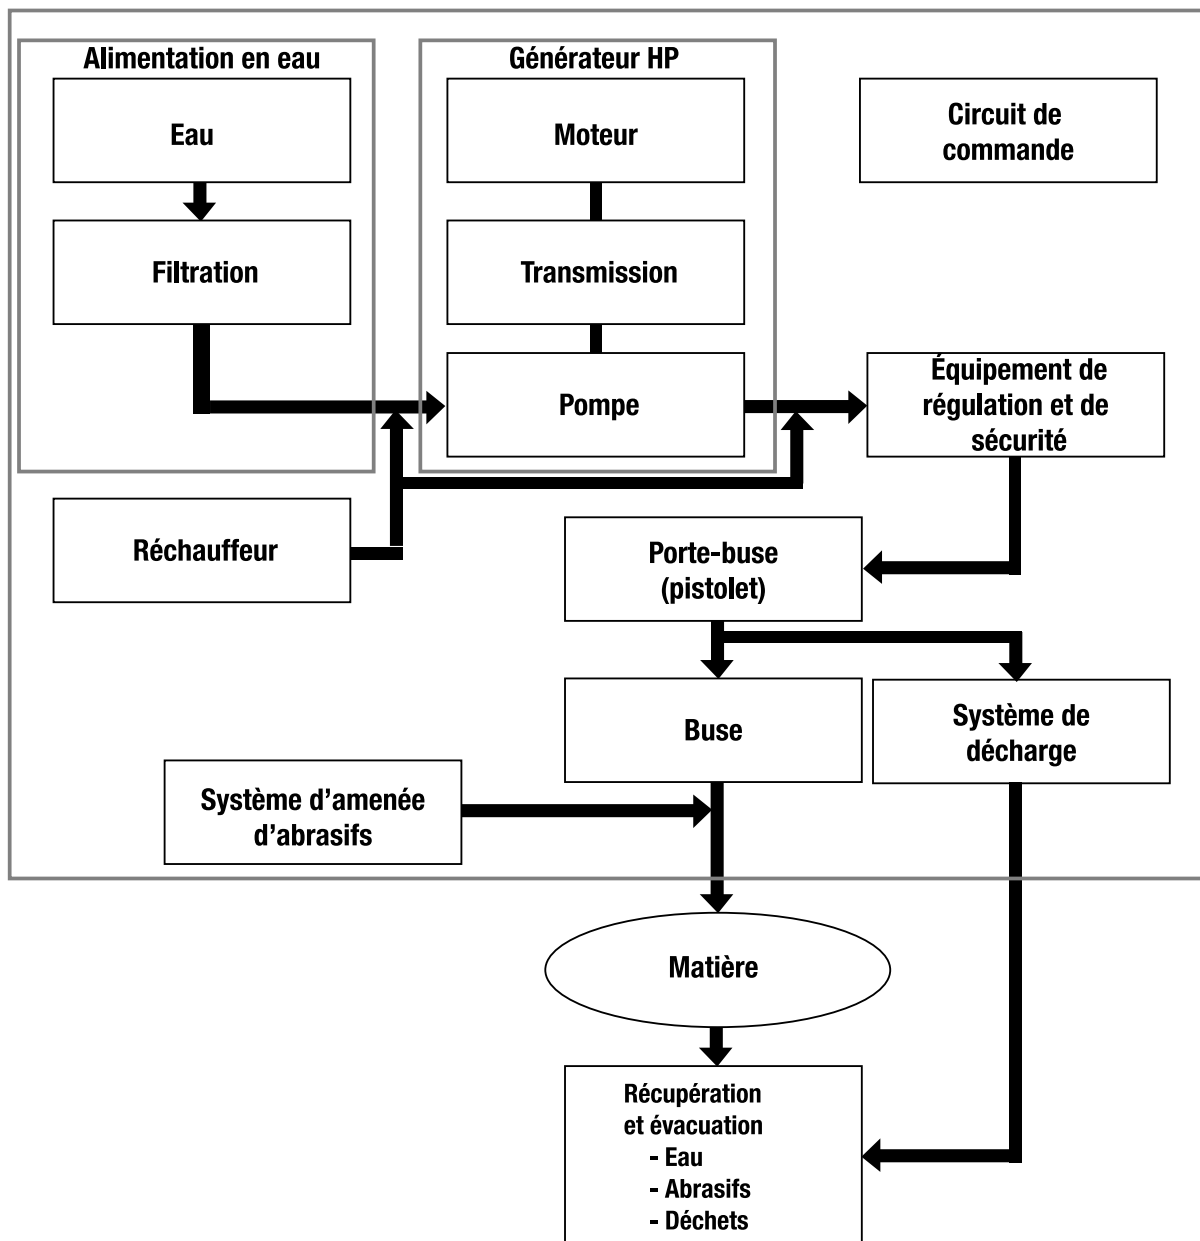 Alimentation en eau
Générateur HP
Eau
Moteur
Circuit de
commande
Filtration
Transmission
Pompe
Équipement de
régulation et de
sécurité
Réchauffeur
Porte-buse
(pistolet)
Buse
Système de
décharge
Système d’amenée
d’abrasifs
Matière
Récupération
et évacuation
- Eau
- Abrasifs
- Déchets